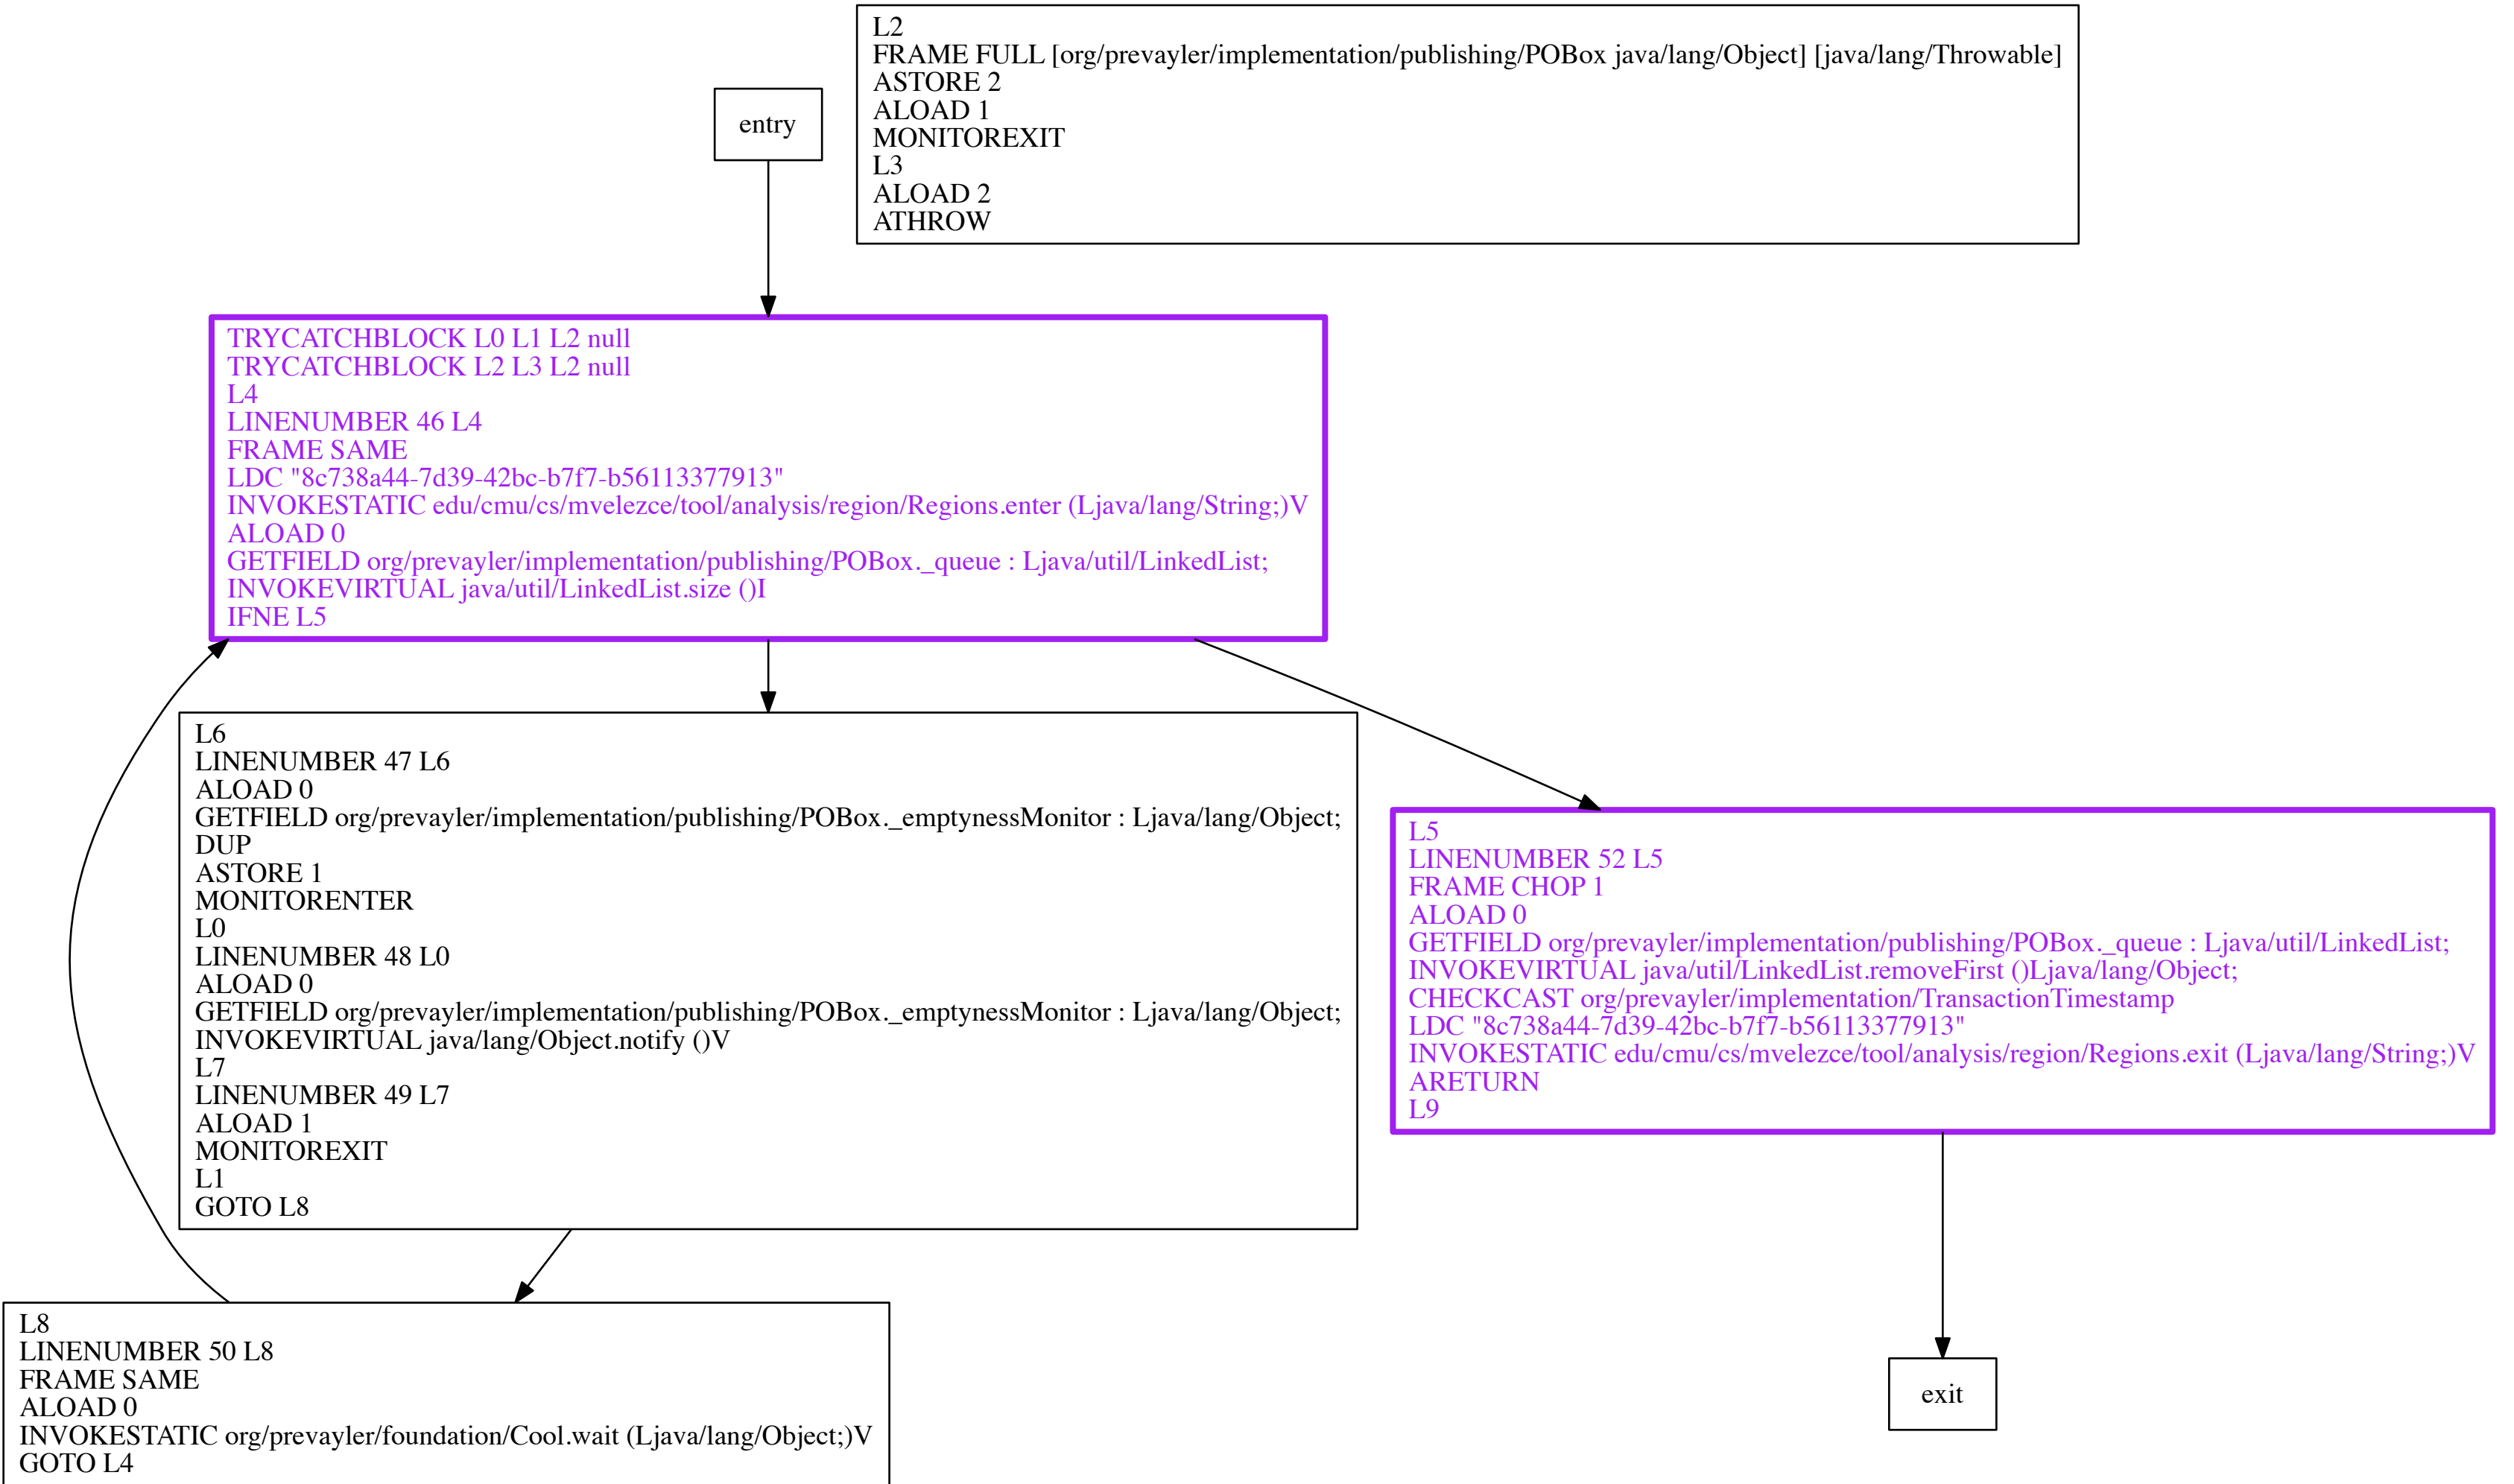 L2
FRAME FULL [org/prevayler/implementation/publishing/POBox java/lang/Object] [java/lang/Throwable]
ASTORE 2
ALOAD 1
MONITOREXIT
L3
ALOAD 2
ATHROW
entry
TRYCATCHBLOCK L0 L1 L2 null
TRYCATCHBLOCK L2 L3 L2 null
L4
LINENUMBER 46 L4
FRAME SAME
LDC "8c738a44-7d39-42bc-b7f7-b56113377913"
INVOKESTATIC edu/cmu/cs/mvelezce/tool/analysis/region/Regions.enter (Ljava/lang/String;)V
ALOAD 0
GETFIELD org/prevayler/implementation/publishing/POBox._queue : Ljava/util/LinkedList;
INVOKEVIRTUAL java/util/LinkedList.size ()I
IFNE L5
L6
LINENUMBER 47 L6
ALOAD 0
GETFIELD org/prevayler/implementation/publishing/POBox._emptynessMonitor : Ljava/lang/Object;
DUP
ASTORE 1
MONITORENTER
L0
LINENUMBER 48 L0
ALOAD 0
GETFIELD org/prevayler/implementation/publishing/POBox._emptynessMonitor : Ljava/lang/Object;
INVOKEVIRTUAL java/lang/Object.notify ()V
L7
LINENUMBER 49 L7
ALOAD 1
MONITOREXIT
L1
GOTO L8
L5
LINENUMBER 52 L5
FRAME CHOP 1
ALOAD 0
GETFIELD org/prevayler/implementation/publishing/POBox._queue : Ljava/util/LinkedList;
INVOKEVIRTUAL java/util/LinkedList.removeFirst ()Ljava/lang/Object;
CHECKCAST org/prevayler/implementation/TransactionTimestamp
LDC "8c738a44-7d39-42bc-b7f7-b56113377913"
INVOKESTATIC edu/cmu/cs/mvelezce/tool/analysis/region/Regions.exit (Ljava/lang/String;)V
ARETURN
L9
L8
LINENUMBER 50 L8
FRAME SAME
ALOAD 0
INVOKESTATIC org/prevayler/foundation/Cool.wait (Ljava/lang/Object;)V
GOTO L4
exit